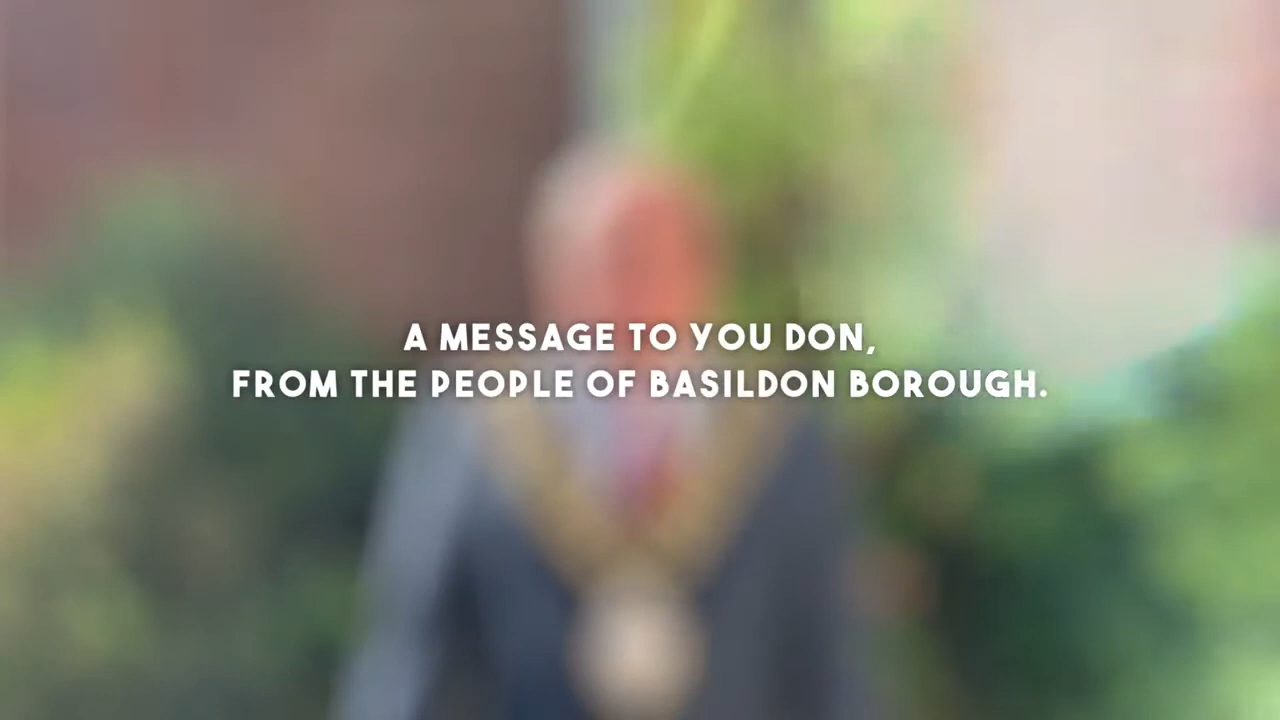 A MESSAGE TO YOU DON,
FROM THE PEOPLE OF BASILDON BOROUGH.